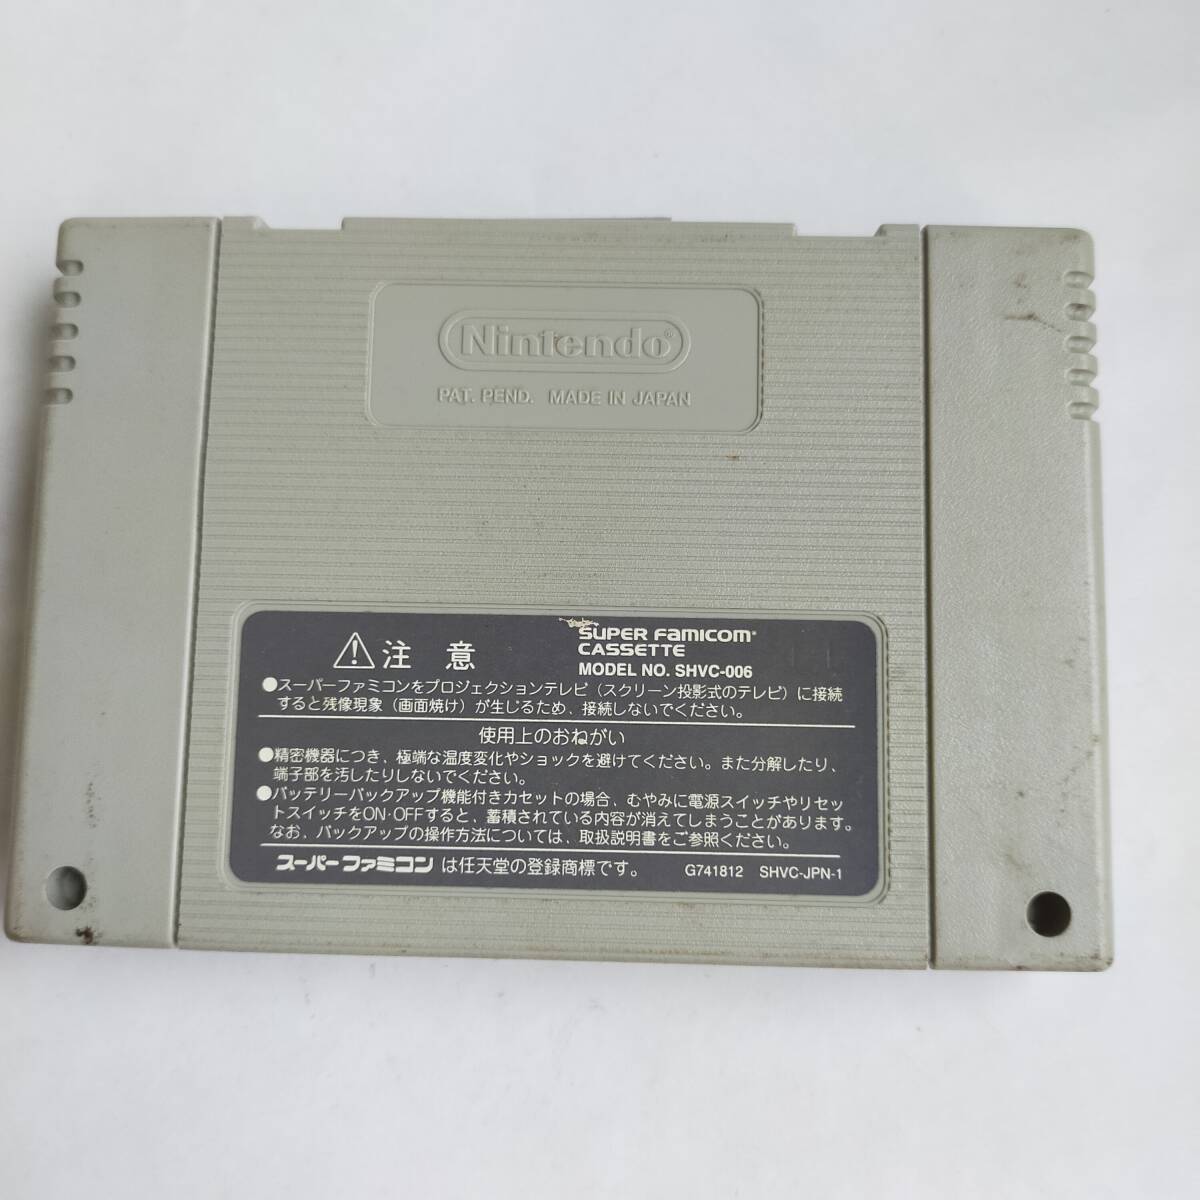 Nintendo®
PAT. PEND. MADE IN JAPAN
⚠注意
SUPER FAMICOM®
CASSETTE
MODEL NO. SHVC-006
●スーパーファミコンをプロジェクションテレビ（スクリーン投影式のテレビ）に接続
すると残像現象（画面焼け）が生じるため、接続しないでください。
使用上のおねがい
●精密機器につき、極端な温度変化やショックを避けてください。また分解したり、
端子部を汚したりしないでください。
●バッテリーバックアップ機能付きカセットの場合、むやみに電源スイッチやリセッ
トスイッチをON・OFFすると、蓄積されている内容が消えてしまうことがあります。
なお、バックアップの操作方法については、取扱説明書をご参照ください。
スーパーファミコンは任天堂の登録商標です。
G741812 SHVC-JPN-1